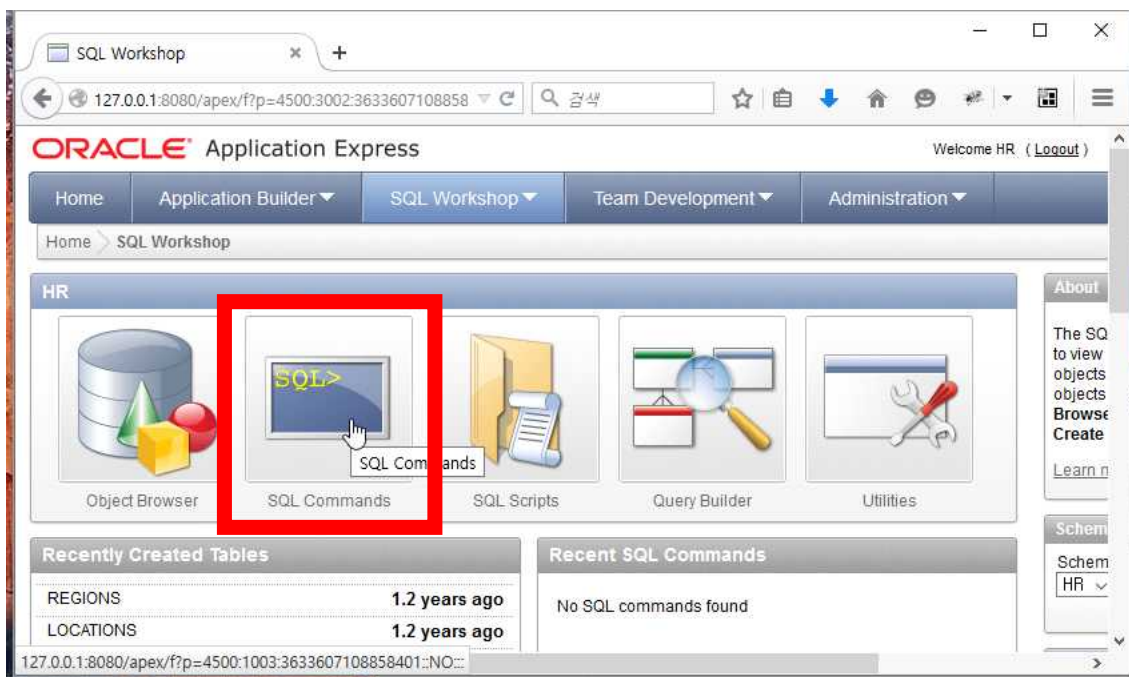 SQL Workshop
127.0.0.1:8080/apex/f?p=4500:3002:3633607108858
검색
ORACLE Application Express
Welcome HR ( Logout )
Home Application Builder SQL Workshop Team Development Administration
Home SQL Workshop
HR
SQL>
SQL Commands
Object Browser SQL Commands SQL Scripts Query Builder Utilities
About
The SQ
to view
objects
objects
Browse
Create
Learn
Recently Created Tables
REGIONS 1.2 years ago
LOCATIONS 1.2 years ago
Recent SQL Commands
No SQL commands found
Schem
Schem
HR
127.0.0.1:8080/apex/f?p=4500:1003:3633607108858401::NO:::